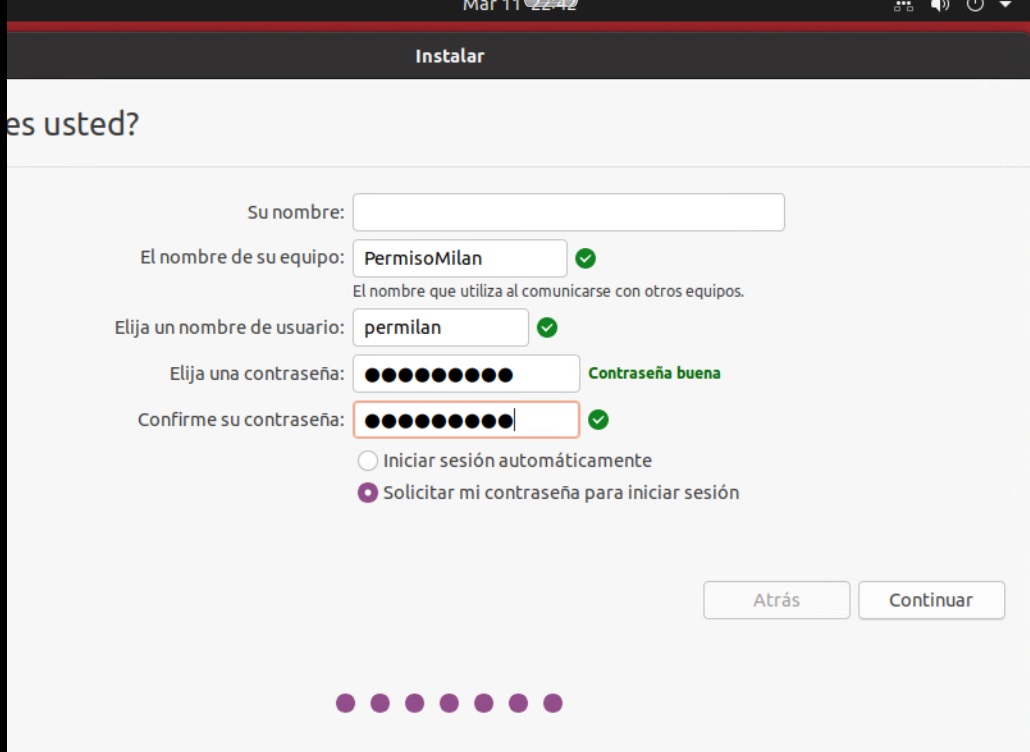 Mar 11 22:42
Instalar
es usted?
Su nombre:
El nombre de su equipo: PermisoMilan
El nombre que utiliza al comunicarse con otros equipos.
Elija un nombre de usuario: permilan
Elija una contraseña: ●●●●●●●●● Contraseña buena
Confirme su contraseña: ●●●●●●●●●
Iniciar sesión automáticamente
Solicitar mi contraseña para iniciar sesión
Atrás Continuar